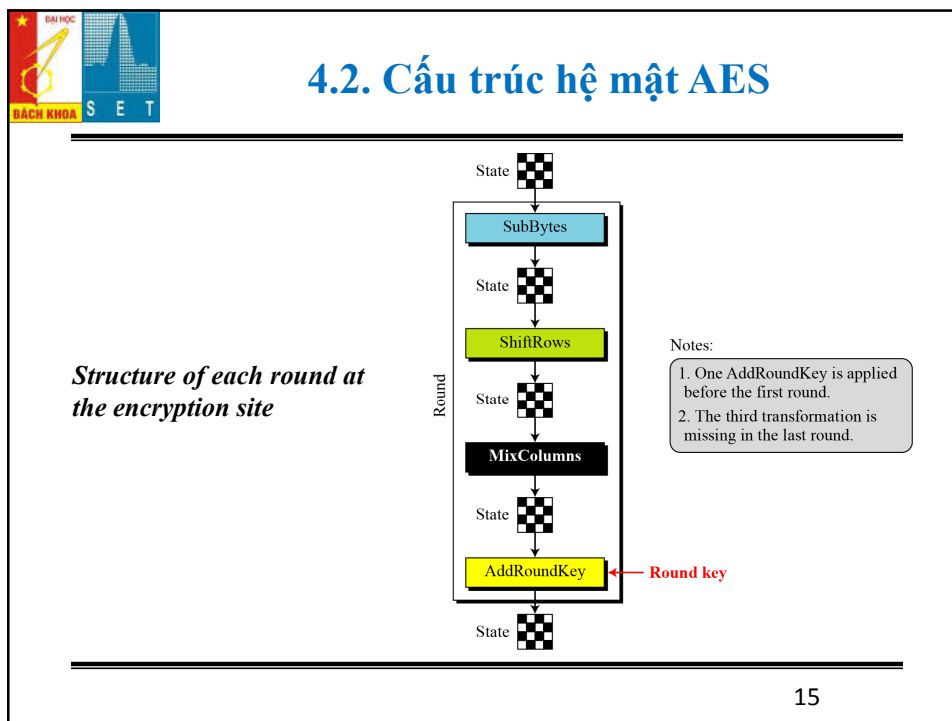 ĐẠI HỌC
BÁCH KHOA
S E T
4.2. Cấu trúc hệ mật AES
State
SubBytes
State
ShiftRows
Structure of each round at
the encryption site
Round
State
MixColumns
State
AddRoundKey
Round key
State
Notes:
1. One AddRoundKey is applied
before the first round.
2. The third transformation is
missing in the last round.
15